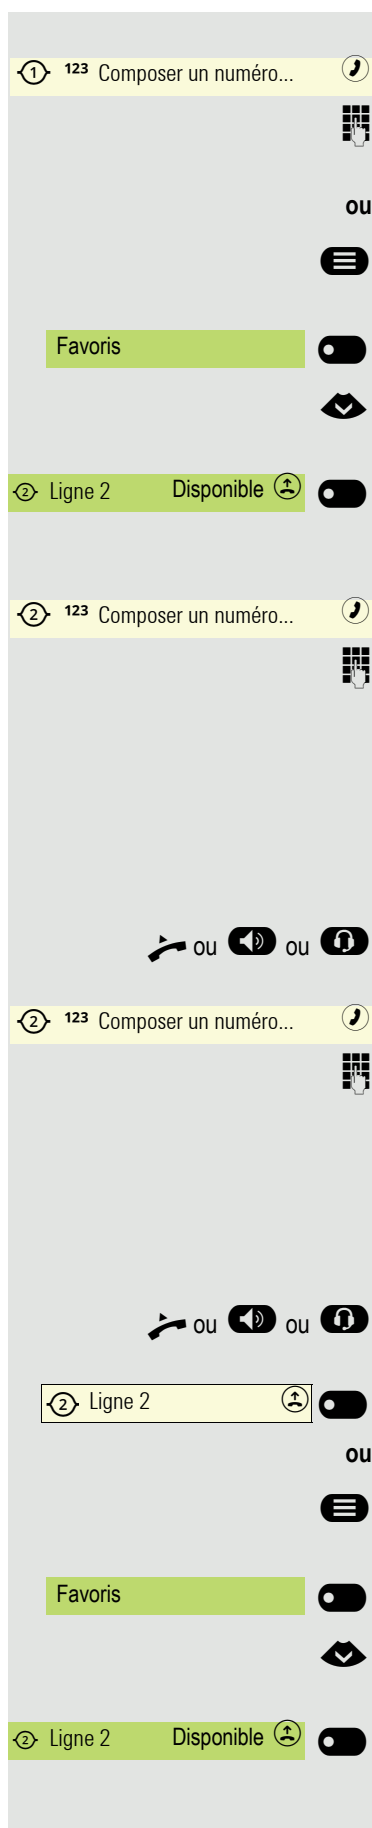 1 123 Composer un numéro...
ou
Favoris
2 Ligne 2 Disponible
2 123 Composer un numéro...
ou ou
2 123 Composer un numéro...
ou ou
2 Ligne 2
ou
Favoris
2 Ligne 2 Disponible